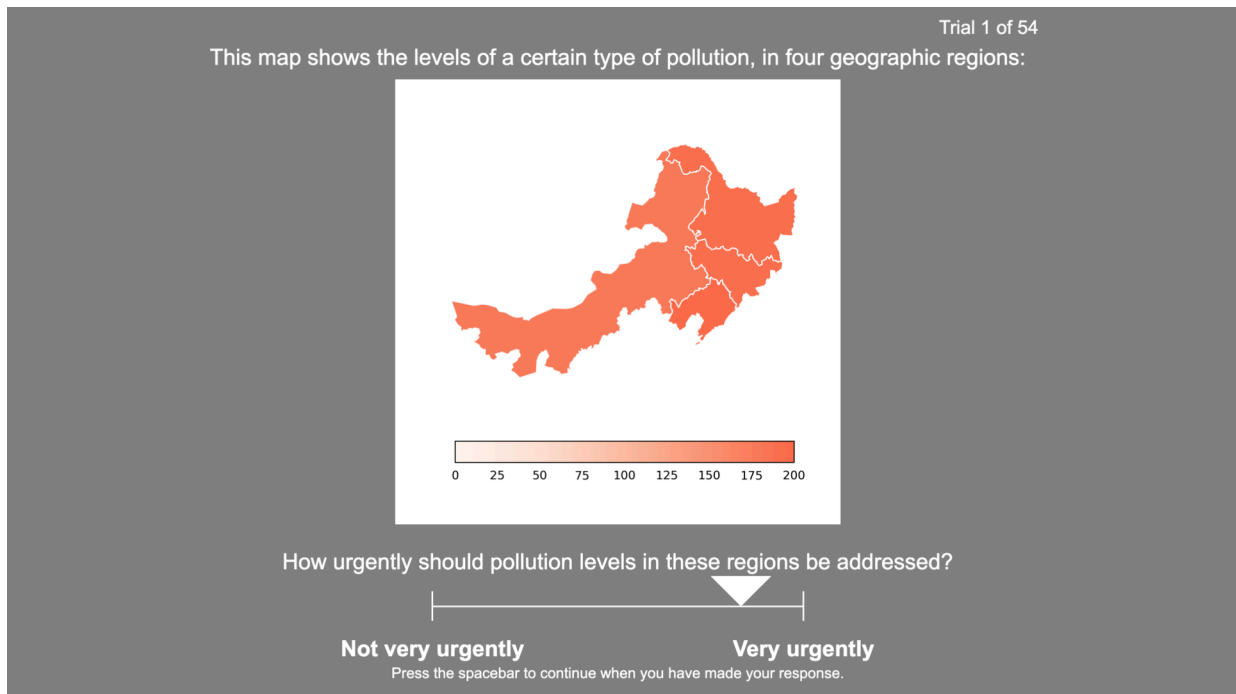 Trial 1 of 54
This map shows the levels of a certain type of pollution, in four geographic regions:
0 25 50 75 100 125 150 175 200
How urgently should pollution levels in these regions be addressed?
Not very urgently Very urgently
Press the spacebar to continue when you have made your response.